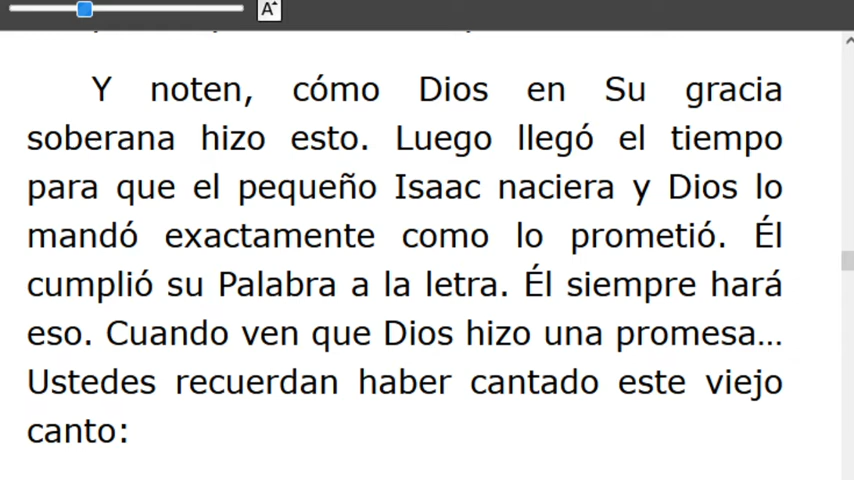 A
Y noten, cómo Dios en Su gracia
soberana hizo esto. Luego llegó el tiempo
para que el pequeño Isaac naciera y Dios lo
mandó exactamente como lo prometió. Él
cumplió su Palabra a la letra. Él siempre hará
eso. Cuando ven que Dios hizo una promesa…
Ustedes recuerdan haber cantado este viejo
canto: